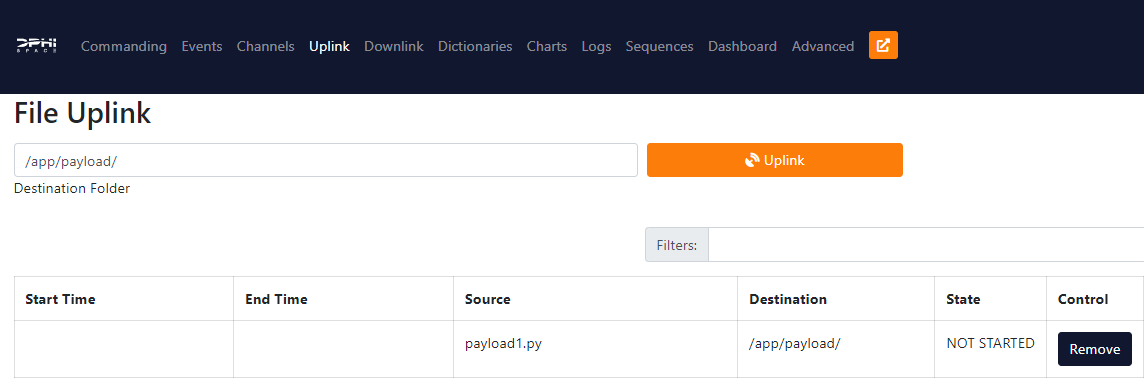 DPHI
SPACE
Commanding Events Channels Uplink Downlink Dictionaries Charts Logs Sequences Dashboard Advanced
File Uplink
/app/payload/
Uplink
Destination Folder
Filters:
Start Time End Time Source Destination State Control
payload1.py /app/payload/ NOT STARTED Remove